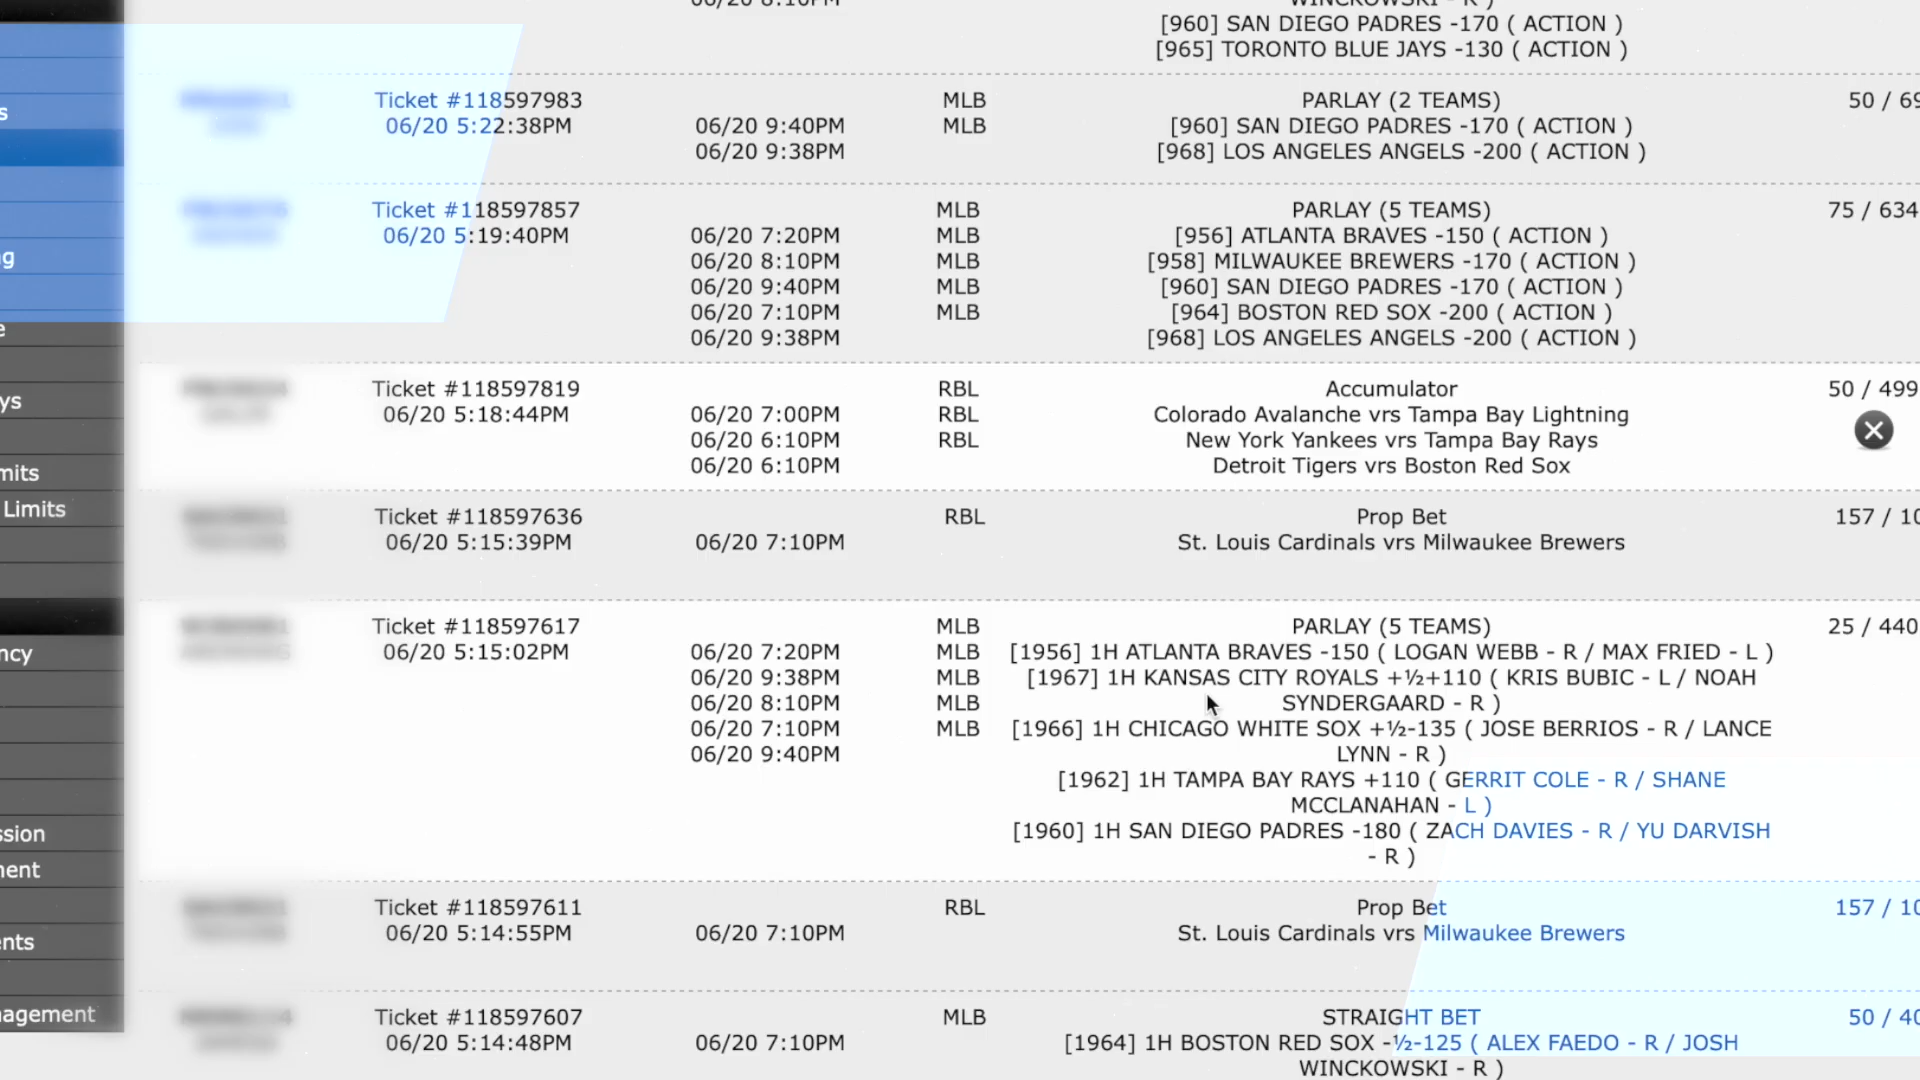 WINCKOWSKI - R )
[960] SAN DIEGO PADRES -170 ( ACTION )
[965] TORONTO BLUE JAYS -130 ( ACTION )
Ticket #118597983 MLB PARLAY (2 TEAMS) 50 / 69
06/20 5:22:38PM 06/20 9:40PM MLB [960] SAN DIEGO PADRES -170 ( ACTION )
06/20 9:38PM [968] LOS ANGELES ANGELS -200 ( ACTION )
Ticket #118597857 MLB PARLAY (5 TEAMS) 75 / 634
06/20 5:19:40PM 06/20 7:20PM MLB [956] ATLANTA BRAVES -150 ( ACTION )
06/20 8:10PM MLB [958] MILWAUKEE BREWERS -170 ( ACTION )
06/20 9:40PM MLB [960] SAN DIEGO PADRES -170 ( ACTION )
06/20 7:10PM MLB [964] BOSTON RED SOX -200 ( ACTION )
06/20 9:38PM [968] LOS ANGELES ANGELS -200 ( ACTION )
Ticket #118597819 RBL Accumulator 50 / 499
06/20 5:18:44PM 06/20 7:00PM RBL Colorado Avalanche vrs Tampa Bay Lightning
06/20 6:10PM RBL New York Yankees vrs Tampa Bay Rays
06/20 6:10PM Detroit Tigers vrs Boston Red Sox
mits
Limits
Ticket #118597636 RBL Prop Bet 157 / 10
06/20 5:15:39PM 06/20 7:10PM St. Louis Cardinals vrs Milwaukee Brewers
Ticket #118597617 MLB PARLAY (5 TEAMS) 25 / 440
06/20 5:15:02PM 06/20 7:20PM MLB [1956] 1H ATLANTA BRAVES -150 ( LOGAN WEBB - R / MAX FRIED - L )
06/20 9:38PM MLB [1967] 1H KANSAS CITY ROYALS +½+110 ( KRIS BUBIC - L / NOAH
06/20 8:10PM MLB SYNDERGAARD - R )
06/20 7:10PM MLB [1966] 1H CHICAGO WHITE SOX +½-135 ( JOSE BERRIOS - R / LANCE
06/20 9:40PM LYNN - R )
[1962] 1H TAMPA BAY RAYS +110 ( GERRIT COLE - R / SHANE
MCCLANAHAN - L )
[1960] 1H SAN DIEGO PADRES -180 ( ZACH DAVIES - R / YU DARVISH
- R )
ncy
ssion
nent
Ticket #118597611 RBL Prop Bet 157 / 10
06/20 5:14:55PM 06/20 7:10PM St. Louis Cardinals vrs Milwaukee Brewers
ents
nagement
Ticket #118597607 MLB STRAIGHT BET 50 / 40
06/20 5:14:48PM 06/20 7:10PM [1964] 1H BOSTON RED SOX -½-125 ( ALEX FAEDO - R / JOSH
WINCKOWSKI - R )